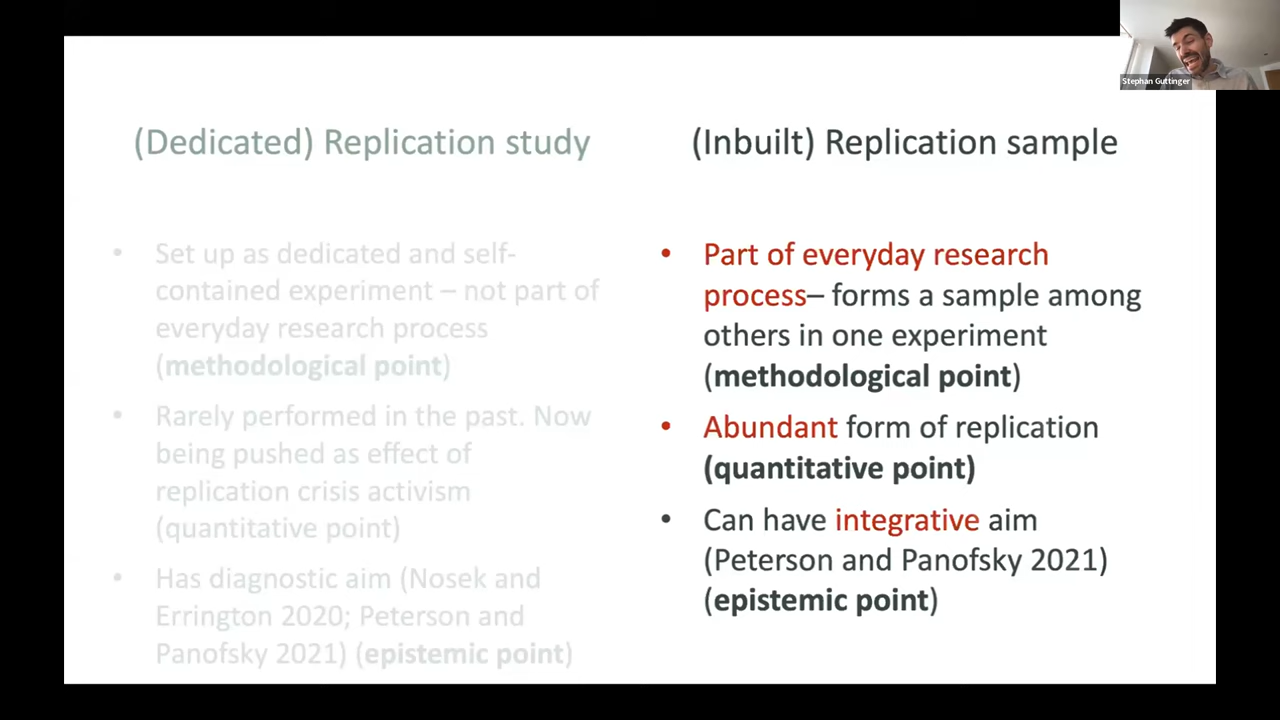 Stephan Guttinger
(Dedicated) Replication study
• Set up as dedicated and self-
contained experiment – not part of
everyday research process
(methodological point)
• Rarely performed in the past. Now
being pushed as effect of
replication crisis activism
(quantitative point)
• Has diagnostic aim (Nosek and
Errington 2020; Peterson and
Panofsky 2021) (epistemic point)
(Inbuilt) Replication sample
• Part of everyday research
process– forms a sample among
others in one experiment
(methodological point)
• Abundant form of replication
(quantitative point)
• Can have integrative aim
(Peterson and Panofsky 2021)
(epistemic point)